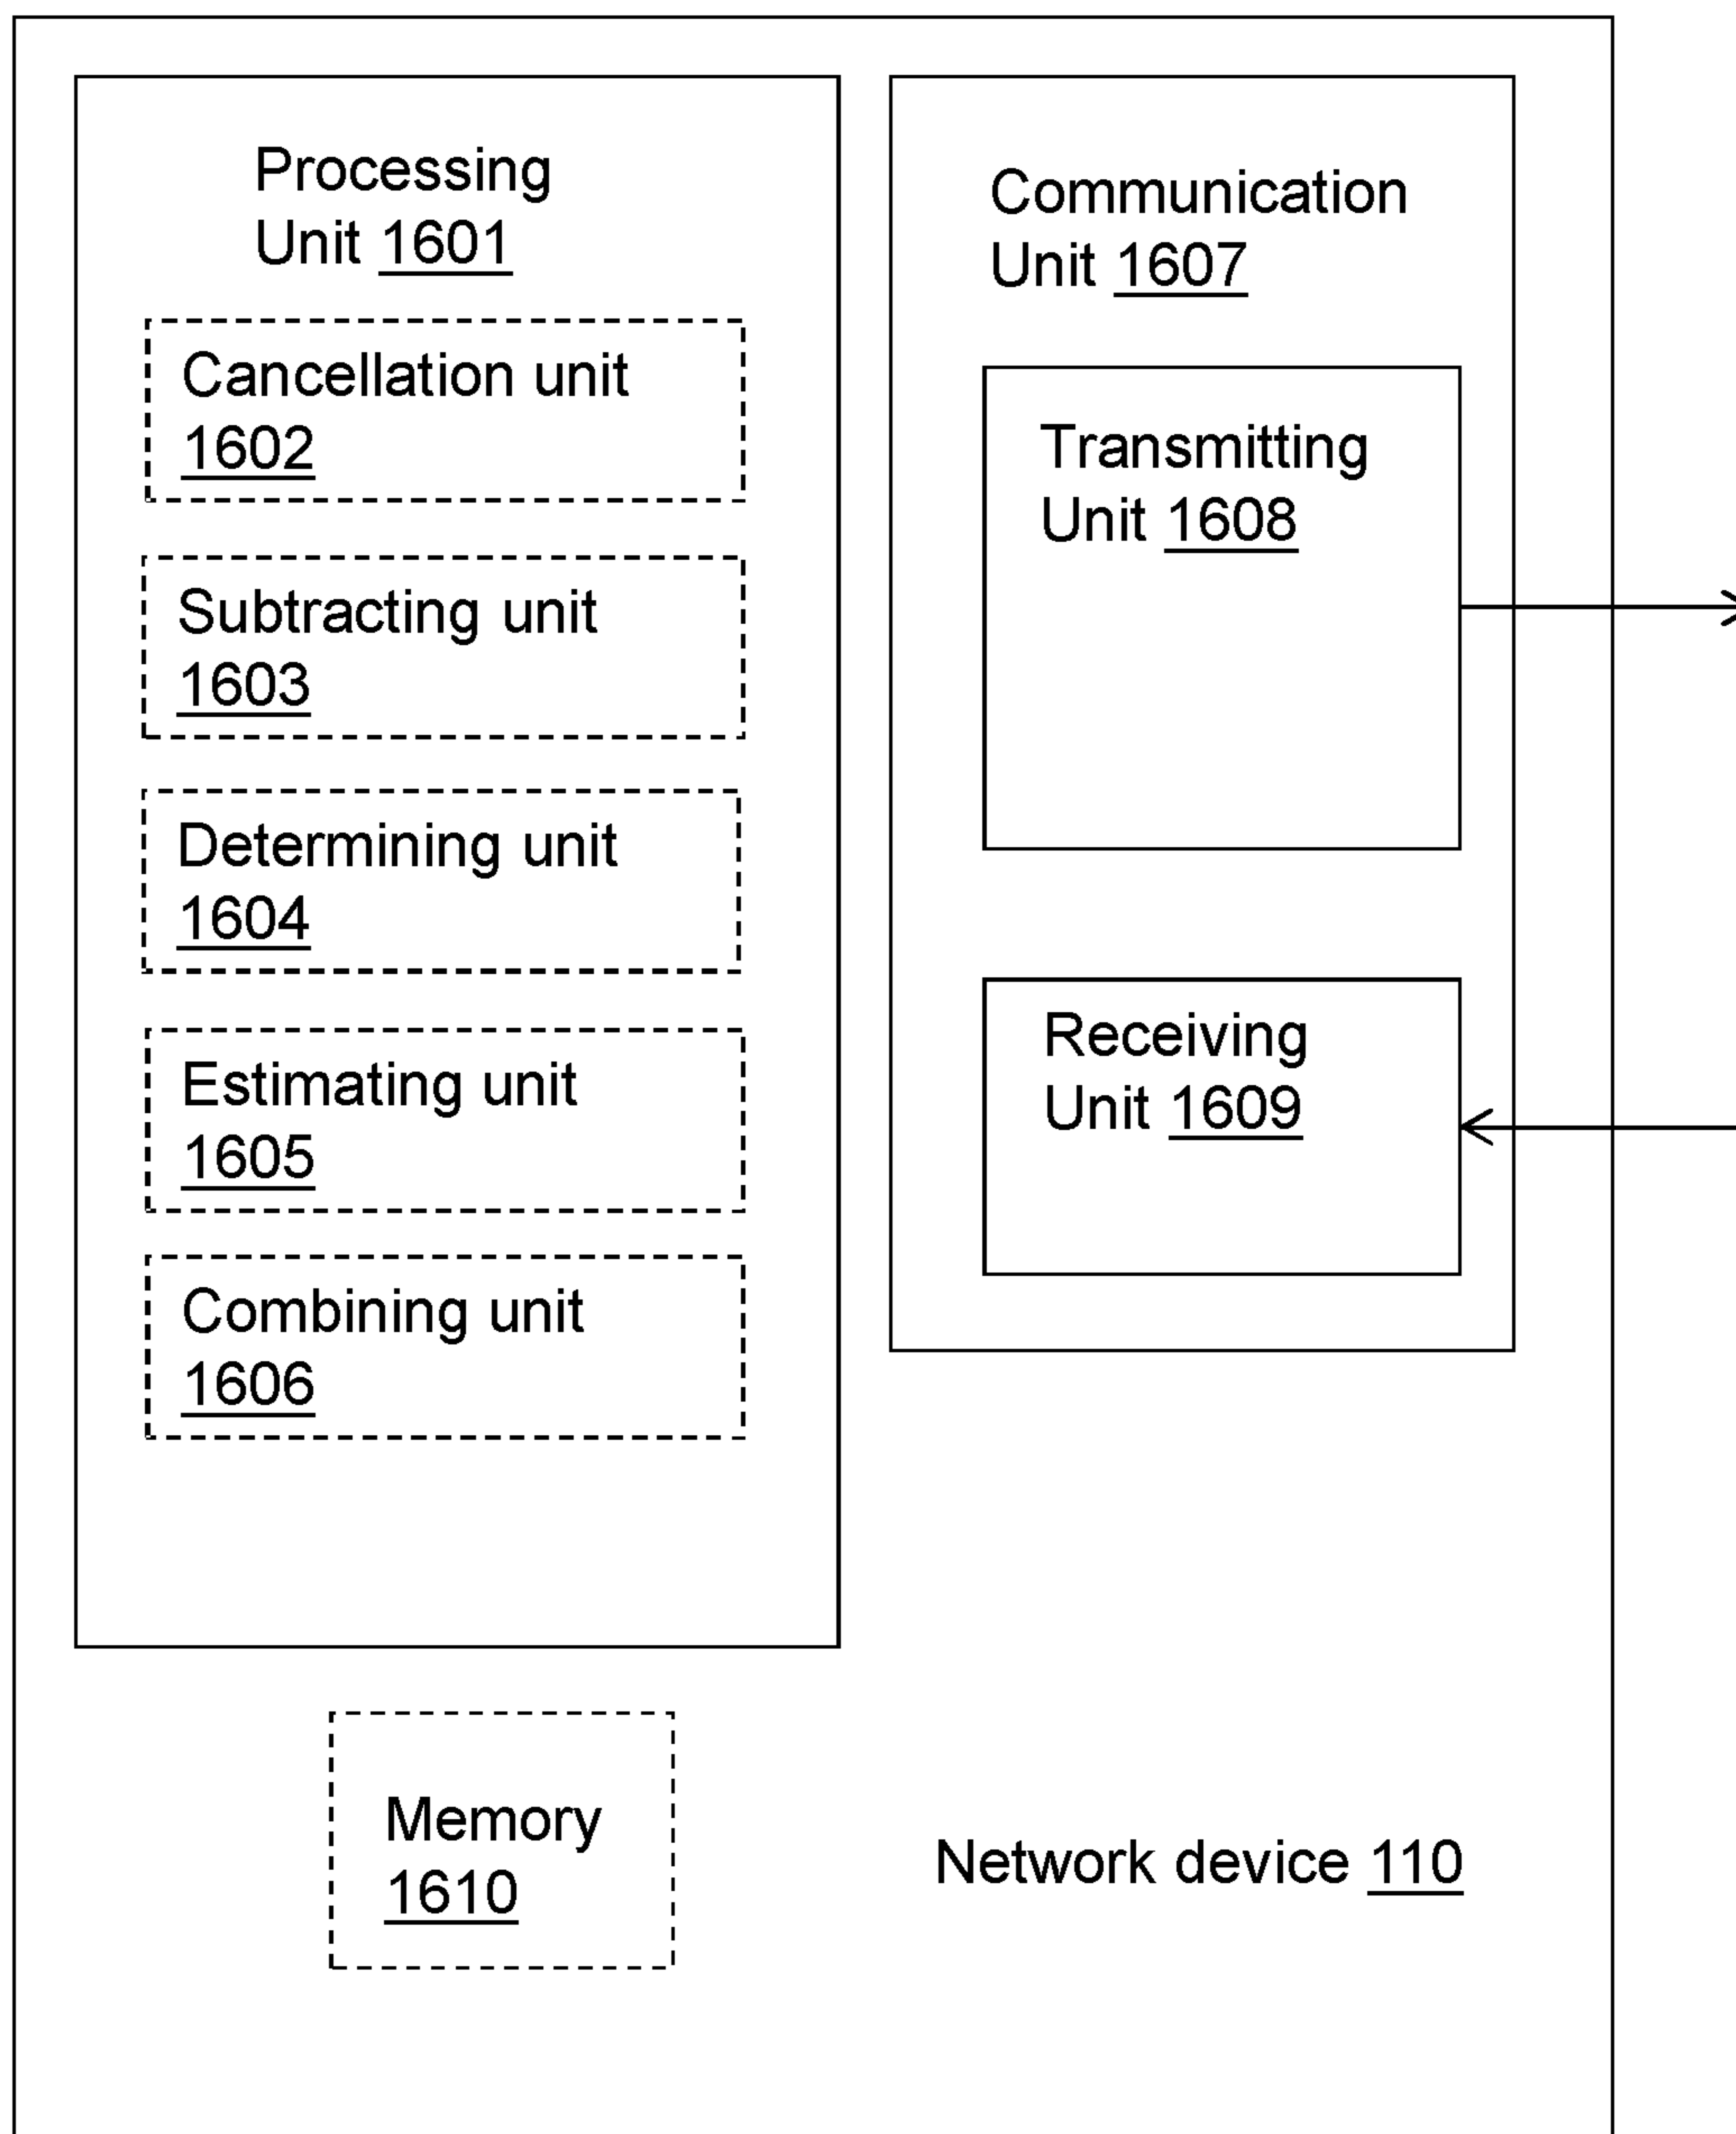 Processing
Unit 1601
Cancellation unit
1602
Subtracting unit
1603
Determining unit
1604
Estimating unit
1605
Combining unit
1606
Communication
Unit 1607
Transmitting
Unit 1608
Receiving
Unit 1609
Memory
1610
Network device 110